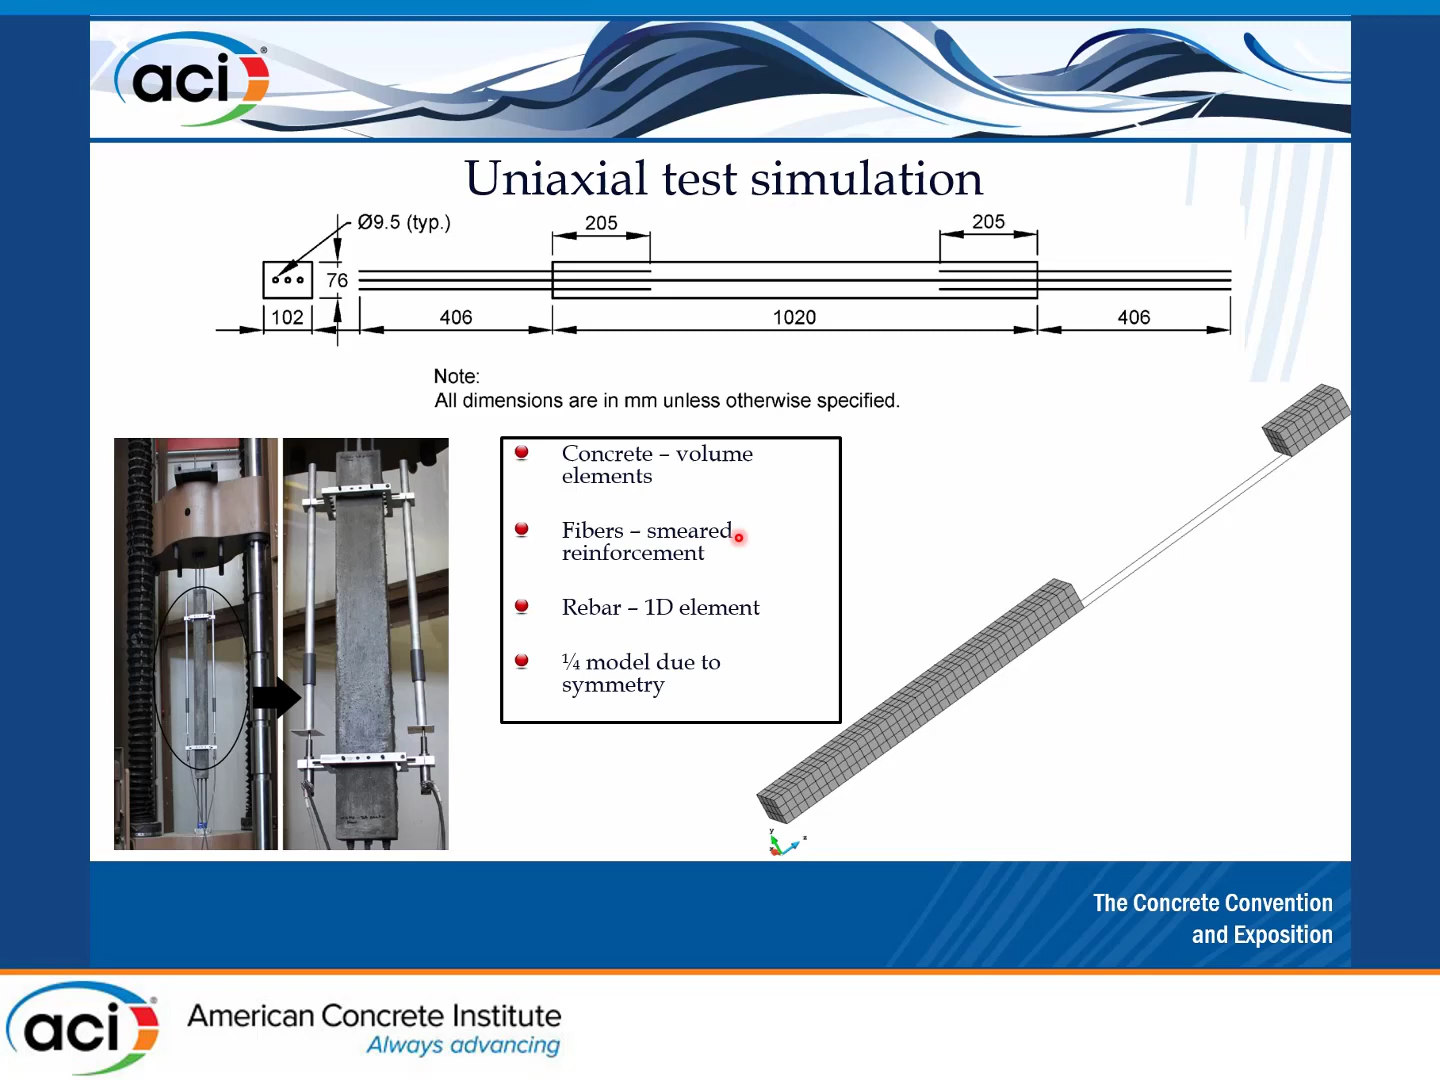 aci®
Uniaxial test simulation
Ø9.5 (typ.)
205
205
76
102
406
1020
406
Note:
All dimensions are in mm unless otherwise specified.
Concrete – volume
elements
Fibers – smeared
reinforcement
Rebar – 1D element
¼ model due to
symmetry
y
x
The Concrete Convention
and Exposition
aci®
American Concrete Institute
Always advancing